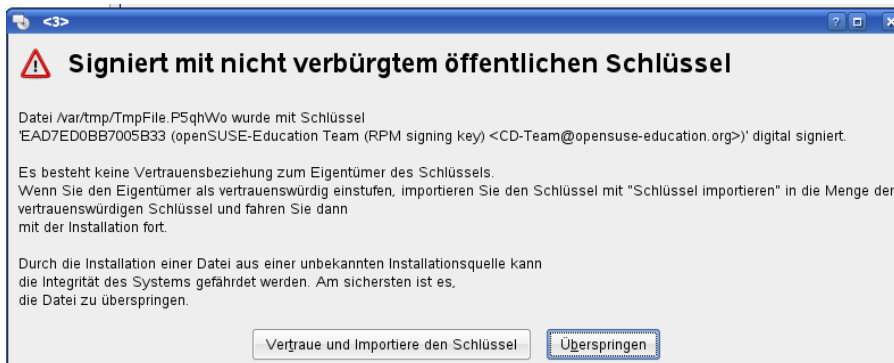 <3>
Signiert mit nicht verbürgtem öffentlichen Schlüssel
Datei /var/tmp/TmpFile.P5qhWo wurde mit Schlüssel
'EAD7ED0BB7005B33 (openSUSE-Education Team (RPM signing key) <CD-Team@opensuse-education.org>)' digital signiert.
Es besteht keine Vertrauensbeziehung zum Eigentümer des Schlüssels.
Wenn Sie den Eigentümer als vertrauenswürdig einstufen, importieren Sie den Schlüssel mit "Schlüssel importieren" in die Menge der
vertrauenswürdigen Schlüssel und fahren Sie dann
mit der Installation fort.
Durch die Installation einer Datei aus einer unbekannten Installationsquelle kann
die Integrität des Systems gefährdet werden. Am sichersten ist es,
die Datei zu überspringen.
Vertraue und Importiere den Schlüssel
Überspringen